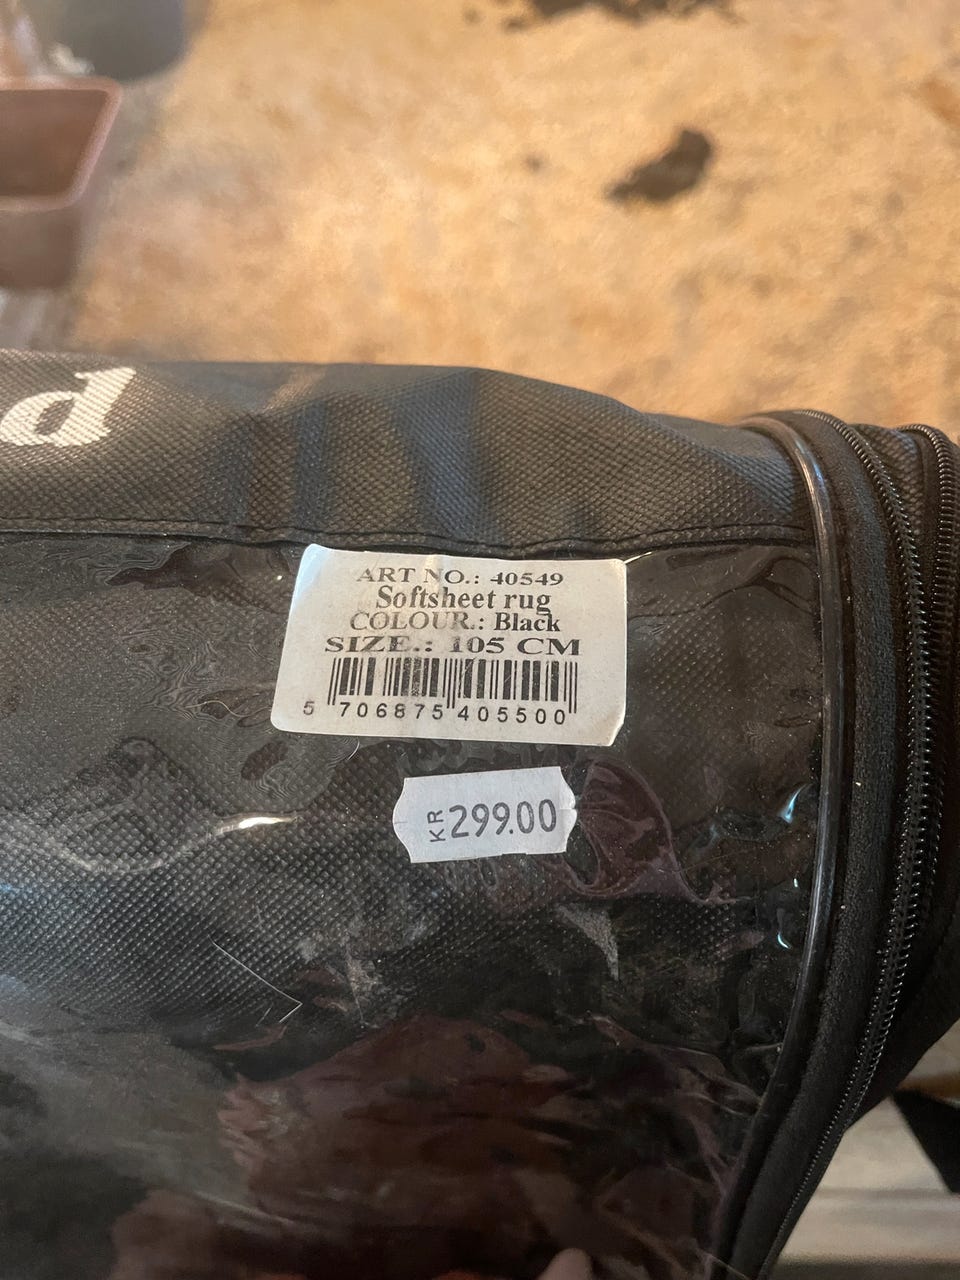 d
ART NO.: 40549
Softsheet rug
COLOUR.: Black
SIZE.: 105 CM
5 706875 405500
KR 299.00